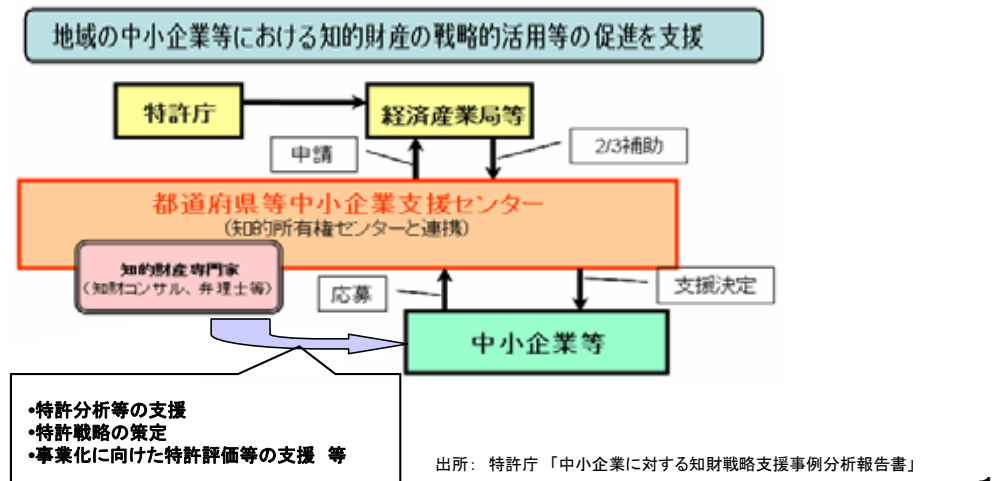 地域の中小企業等における知的財産の戦略的活用等の促進を支援
特許庁
経済産業局等
申請
2/3補助
都道府県等中小企業支援センター
(知的所有権センターと連携)
知的財産専門家
(知財コンサル、弁理士等)
応募
支援決定
中小企業等
•特許分析等の支援
•特許戦略の策定
•事業化に向けた特許評価等の支援 等
出所: 特許庁 「中小企業に対する知財戦略支援事例分析報告書」